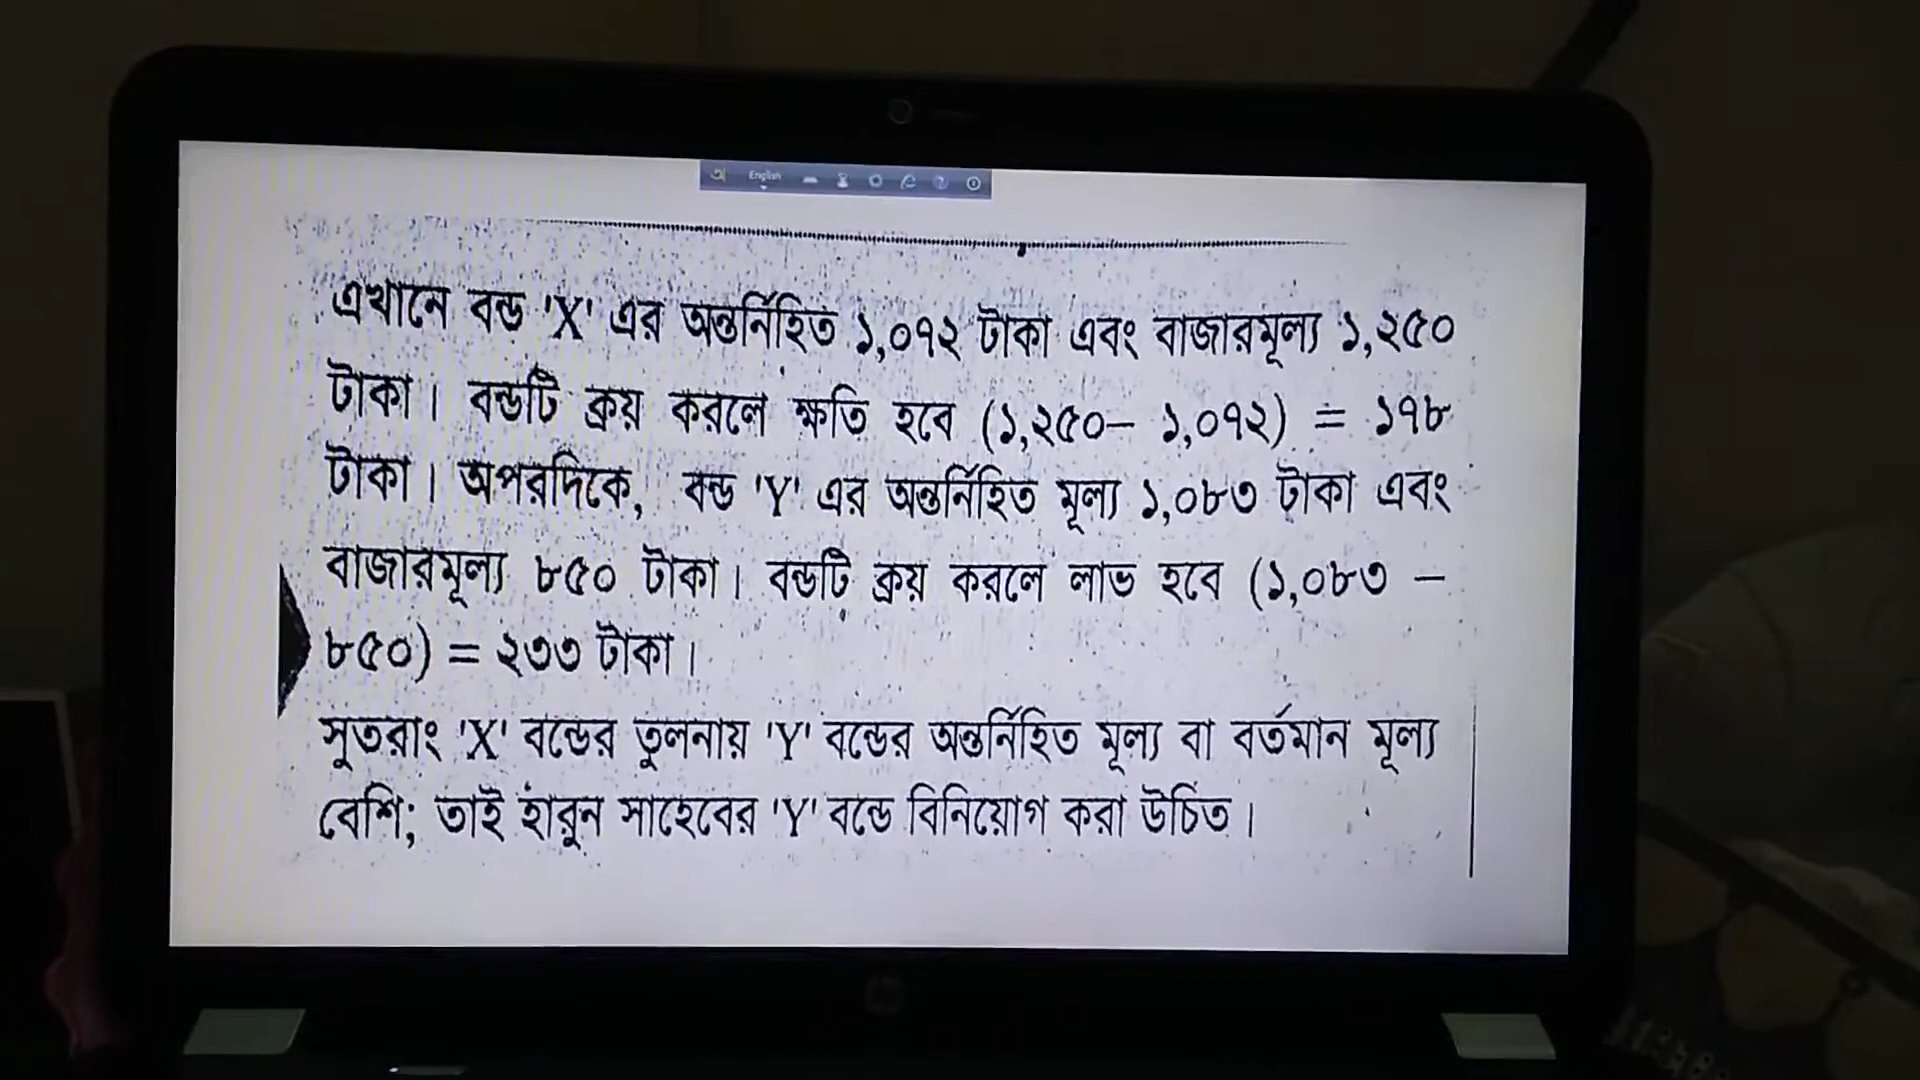 English
এখানে বন্ড 'X' এর অন্তর্নিহিত ১,০৭২ টাকা এবং বাজারমূল্য ১,২৫০
টাকা। বন্ডটি ক্রয় করলে ক্ষতি হবে (১,২৫০– ১,০৭২) = ১৭৮
টাকা। অপরদিকে, বন্ড 'Y' এর অন্তর্নিহিত মূল্য ১,০৮৩ টাকা এবং
বাজারমূল্য ৮৫০ টাকা। বন্ডটি ক্রয় করলে লাভ হবে (১,০৮৩ –
৮৫০) = ২৩৩ টাকা।
সুতরাং 'X' বন্ডের তুলনায় 'Y' বন্ডের অন্তর্নিহিত মূল্য বা বর্তমান মূল্য
বেশি; তাই হারুন সাহেবের 'Y' বন্ডে বিনিয়োগ করা উচিত।